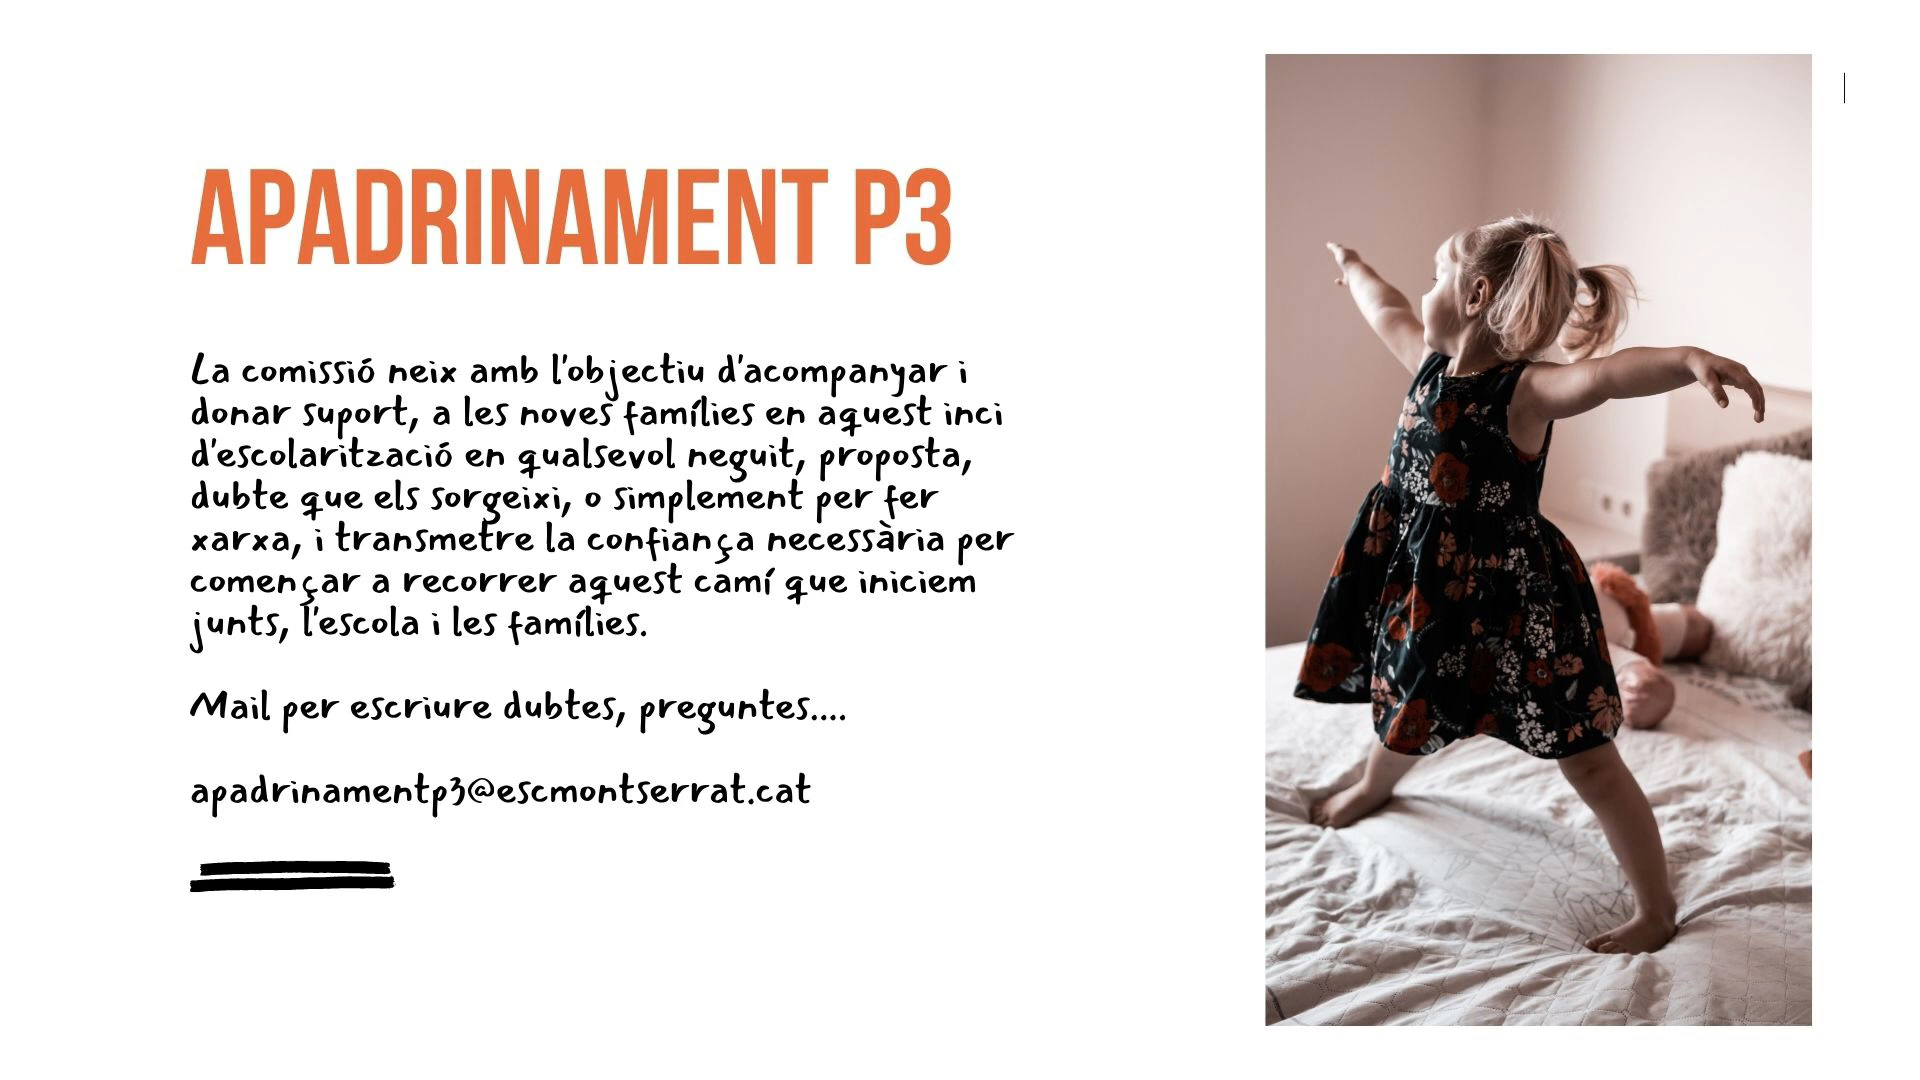 APADRINAMENT P3
La comissió neix amb l'objectiu d'acompanyar i
donar suport, a les noves famílies en aquest inci
d'escolarització en qualsevol neguit, proposta,
dubte que els sorgeixi, o simplement per fer
xarxa, i transmetre la confiança necessària per
començar a recorrer aquest camí que iniciem
junts, l'escola i les famílies.
Mail per escriure dubtes, preguntes....
apadrinamentp3@escmontserrat.cat